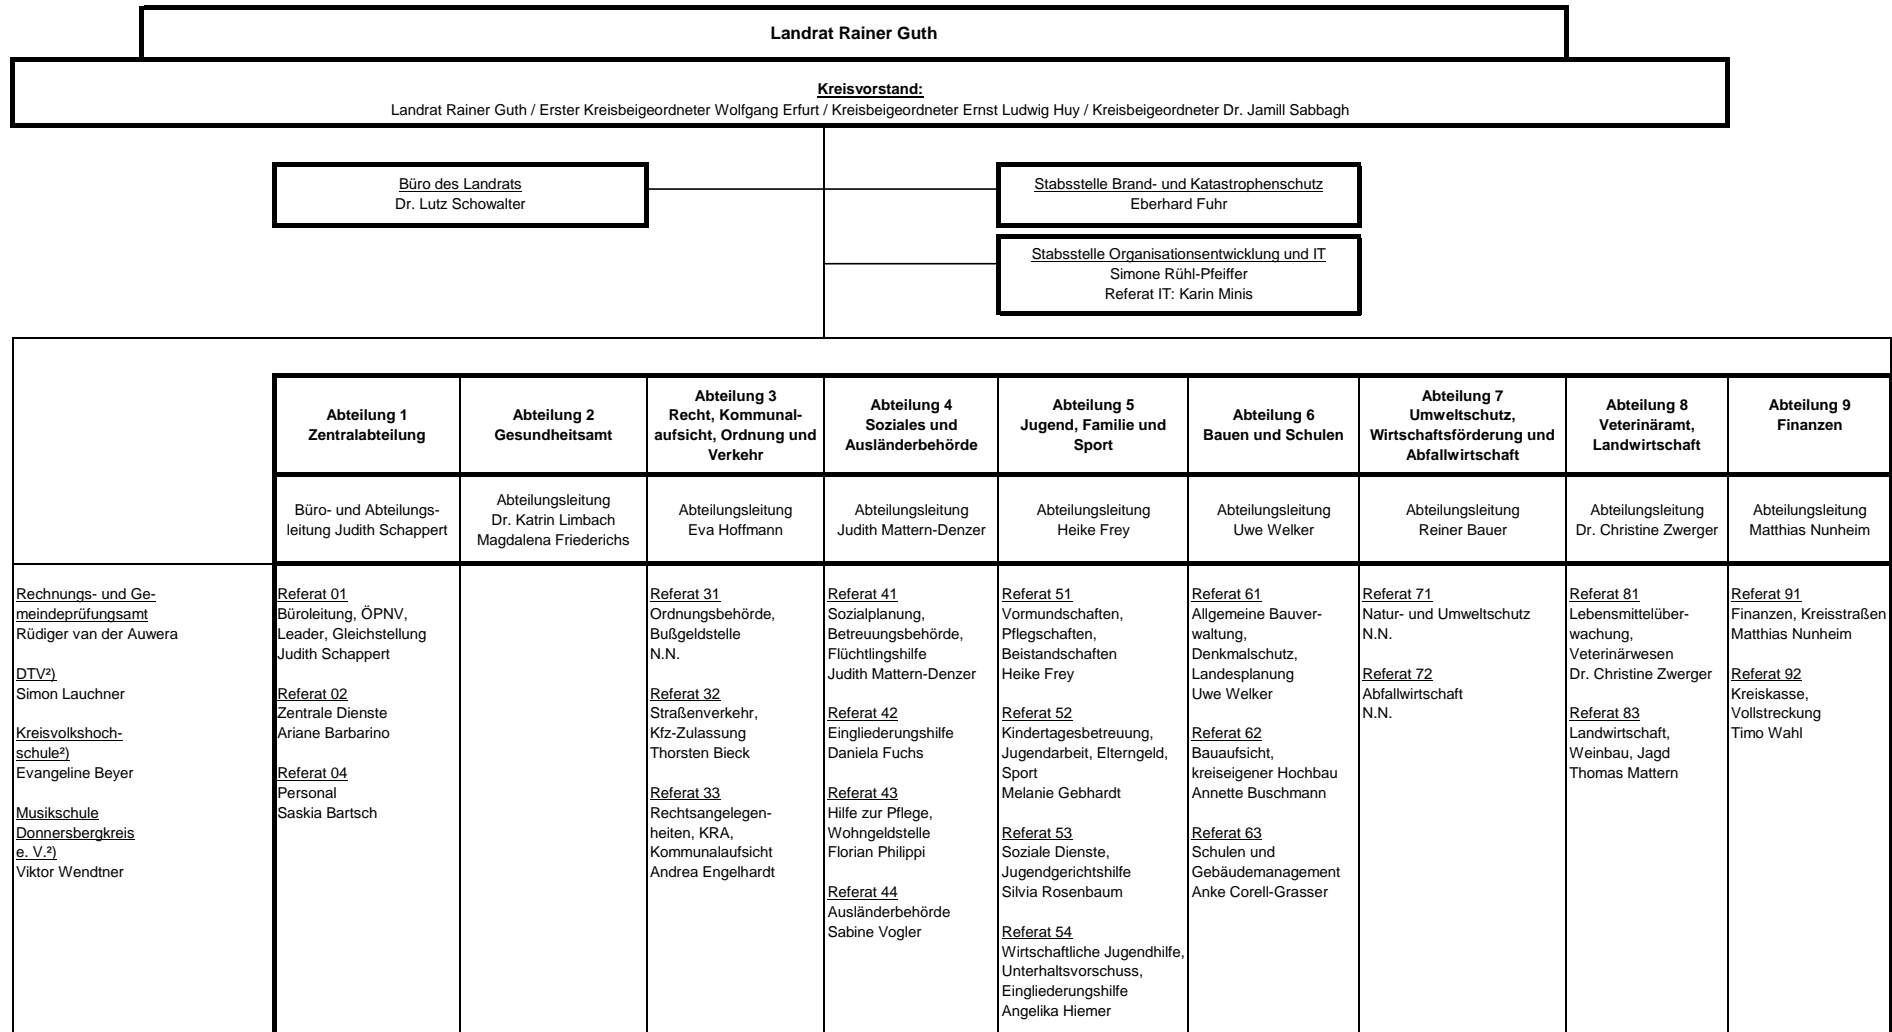 Landrat Rainer Guth
Kreisvorstand:
Landrat Rainer Guth / Erster Kreisbeigeordneter Wolfgang Erfurt / Kreisbeigeordneter Ernst Ludwig Huy / Kreisbeigeordneter Dr. Jamill Sabbagh
Büro des Landrats
Dr. Lutz Schowalter
Stabsstelle Brand- und Katastrophenschutz
Eberhard Fuhr
Stabsstelle Organisationsentwicklung und IT
Simone Rühl-Pfeiffer
Referat IT: Karin Minis
Abteilung 1
Zentralabteilung
Abteilung 2
Gesundheitsamt
Abteilung 3
Recht, Kommunal-
aufsicht, Ordnung und
Verkehr
Abteilung 4
Soziales und
Ausländerbehörde
Abteilung 5
Jugend, Familie und
Sport
Abteilung 6
Bauen und Schulen
Abteilung 7
Umweltschutz,
Wirtschaftsförderung und
Abfallwirtschaft
Abteilung 8
Veterinäramt,
Landwirtschaft
Abteilung 9
Finanzen
Büro- und Abteilungs-
leitung Judith Schappert
Abteilungsleitung
Dr. Katrin Limbach
Magdalena Friederichs
Abteilungsleitung
Eva Hoffmann
Abteilungsleitung
Judith Mattern-Denzer
Abteilungsleitung
Heike Frey
Abteilungsleitung
Uwe Welker
Abteilungsleitung
Reiner Bauer
Abteilungsleitung
Dr. Christine Zwerger
Abteilungsleitung
Matthias Nunheim
Rechnungs- und Ge-
meindeprüfungsamt
Rüdiger van der Auwera
DTV²)
Simon Lauchner
Kreisvolkshoch-
schule²)
Evangeline Beyer
Musikschule
Donnersbergkreis
e. V.²)
Viktor Wendtner
Referat 01
Büroleitung, ÖPNV,
Leader, Gleichstellung
Judith Schappert
Referat 02
Zentrale Dienste
Ariane Barbarino
Referat 04
Personal
Saskia Bartsch
Referat 31
Ordnungsbehörde,
Bußgeldstelle
N.N.
Referat 32
Straßenverkehr,
Kfz-Zulassung
Thorsten Bieck
Referat 33
Rechtsangelegen-
heiten, KRA,
Kommunalaufsicht
Andrea Engelhardt
Referat 41
Sozialplanung,
Betreuungsbehörde,
Flüchtlingshilfe
Judith Mattern-Denzer
Referat 42
Eingliederungshilfe
Daniela Fuchs
Referat 43
Hilfe zur Pflege,
Wohngeldstelle
Florian Philippi
Referat 44
Ausländerbehörde
Sabine Vogler
Referat 51
Vormundschaften,
Pflegschaften,
Beistandschaften
Heike Frey
Referat 52
Kindertagesbetreuung,
Jugendarbeit, Elterngeld,
Sport
Melanie Gebhardt
Referat 53
Soziale Dienste,
Jugendgerichtshilfe
Silvia Rosenbaum
Referat 54
Wirtschaftliche Jugendhilfe,
Unterhaltsvorschuss,
Eingliederungshilfe
Angelika Hiemer
Referat 61
Allgemeine Bauver-
waltung,
Denkmalschutz,
Landesplanung
Uwe Welker
Referat 62
Bauaufsicht,
kreiseigener Hochbau
Annette Buschmann
Referat 63
Schulen und
Gebäudemanagement
Anke Corell-Grasser
Referat 71
Natur- und Umweltschutz
N.N.
Referat 72
Abfallwirtschaft
N.N.
Referat 81
Lebensmittelüber-
wachung,
Veterinärwesen
Dr. Christine Zwerger
Referat 83
Landwirtschaft,
Weinbau, Jagd
Thomas Mattern
Referat 91
Finanzen, Kreisstraßen
Matthias Nunheim
Referat 92
Kreiskasse,
Vollstreckung
Timo Wahl